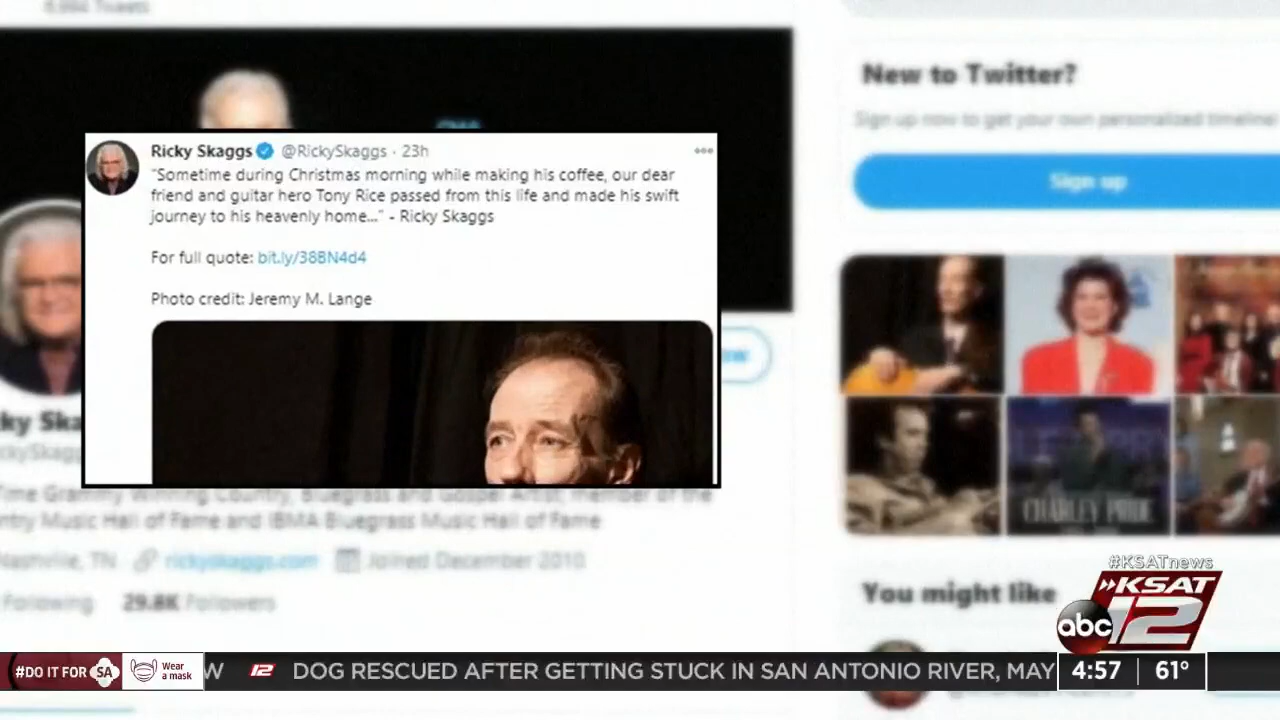 4,664 Tweets
New to Twitter?
Sign up now to get your own personalized timeline!
Sign up
Ricky Skaggs @RickySkaggs · 23h
"Sometime during Christmas morning while making his coffee, our dear
friend and guitar hero Tony Rice passed from this life and made his swift
journey to his heavenly home..." - Ricky Skaggs
For full quote: bit.ly/38BN4d4
Photo credit: Jeremy M. Lange
cky Ska
ckySkagg
Time Grammy Winning Country, Bluegrass and Gospel Artist, member of the
ntry Music Hall of Fame and IBMA Bluegrass Music Hall of Fame
Nashville, TN rickyskaggs.com Joined December 2010
Following 29.8K Followers
CHARLEY PRIDE
You might like
#KSATnews
KSAT
abc 12
#DO IT FOR SA
Wear
a mask
W 12 DOG RESCUED AFTER GETTING STUCK IN SAN ANTONIO RIVER, MAY
4:57 61°